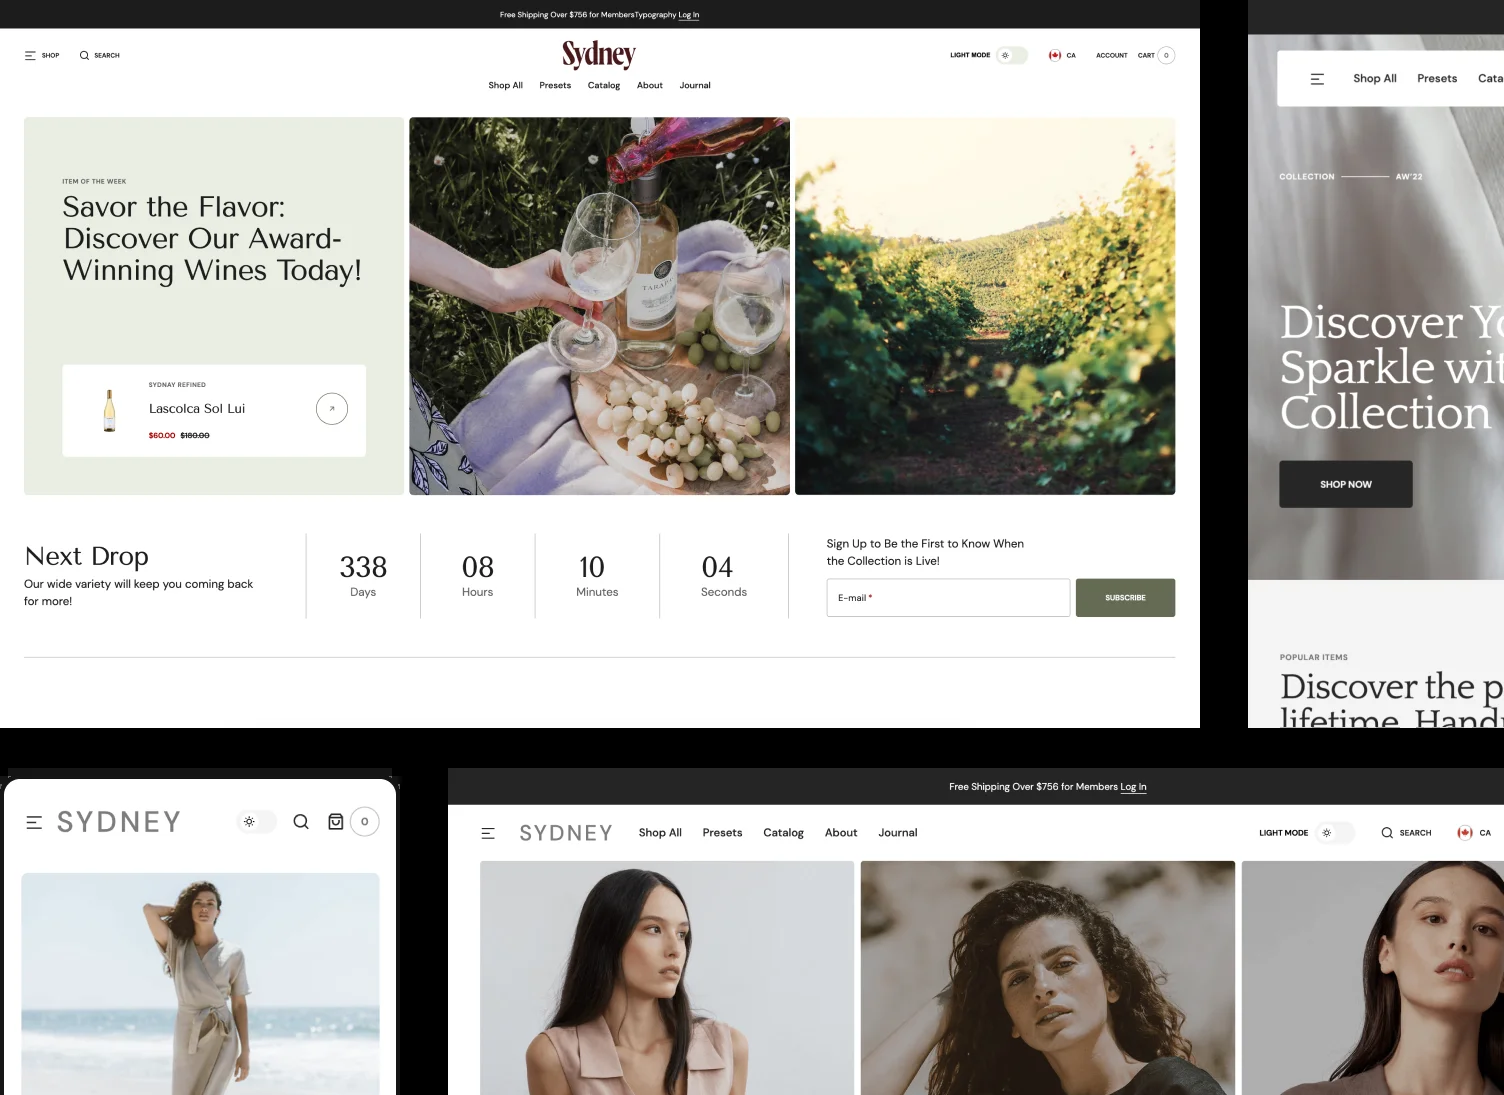 Free Shipping Over $756 for MembersTypography Log In
SHOP
SEARCH
Sydney
LIGHT MODE
CA
ACCOUNT
CART 0
Shop All
Presets
Catalog
About
Journal
ITEM OF THE WEEK
Savor the Flavor:
Discover Our Award-
Winning Wines Today!
SYDNAY REFINED
Lascolca Sol Lui
$60.00 $180.00
TARAPA
Next Drop
Our wide variety will keep you coming back
for more!
338
Days
08
Hours
10
Minutes
04
Seconds
Sign Up to Be the First to Know When
the Collection is Live!
E-mail *
SUBSCRIBE
Shop All
Presets
Cata
COLLECTION
AW'22
Discover Yo
Sparkle wit
Collection
SHOP NOW
POPULAR ITEMS
Discover the p
lifetime. Hand
SYDNEY
0
Free Shipping Over $756 for Members Log In
SYDNEY
Shop All
Presets
Catalog
About
Journal
LIGHT MODE
SEARCH
CA